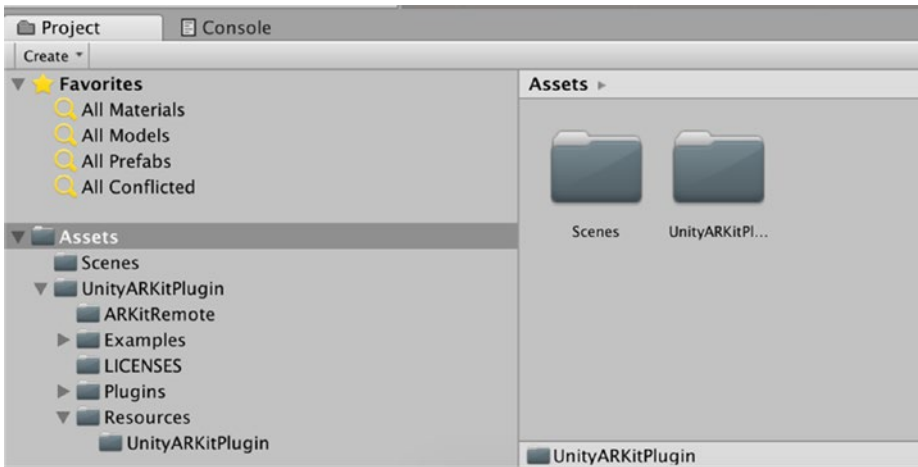 Project
Console
Create
Favorites
All Materials
All Models
All Prefabs
All Conflicted
Assets
Scenes
UnityARKitPlugin
ARKitRemote
Examples
LICENSES
Plugins
Resources
UnityARKitPlugin
Assets
Scenes
UnityARKitPl...
UnityARKitPlugin